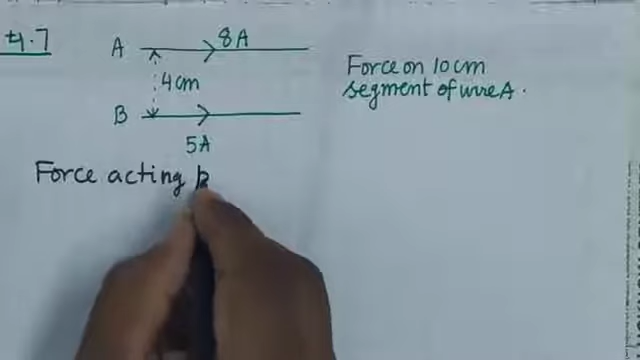 4.7
A 8A
4cm
B
5A
Force on 10cm
segment of wire A.
Force acting b